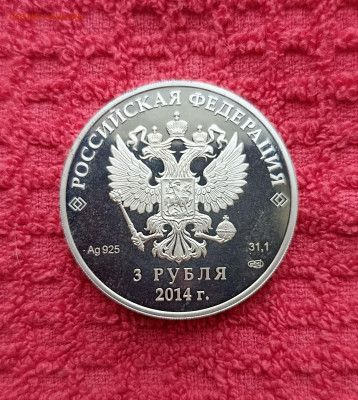 РОССИЙСКАЯ ФЕДЕРАЦИЯ
Ag 925
31,1
3 РУБЛЯ
2014 г.